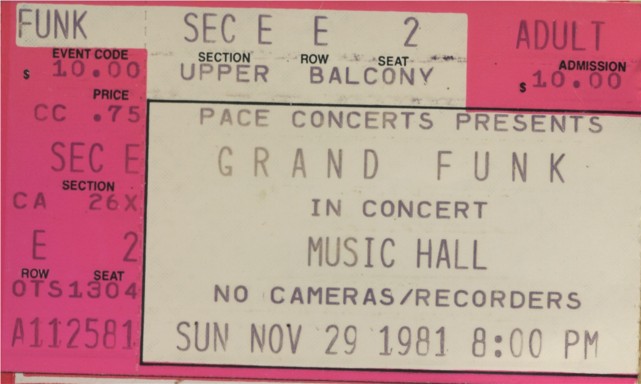 FUNK SEC E E 2 ADULT
EVENT CODE SECTION ROW SEAT ADMISSION
$ 10.00 UPPER BALCONY $ 10.00
PRICE
CC .75 PACE CONCERTS PRESENTS
SEC E GRAND FUNK
SECTION
CA 26X IN CONCERT
E 2 MUSIC HALL
ROW SEAT
OTS1304 NO CAMERAS/RECORDERS
A112581 SUN NOV 29 1981 8:00 PM